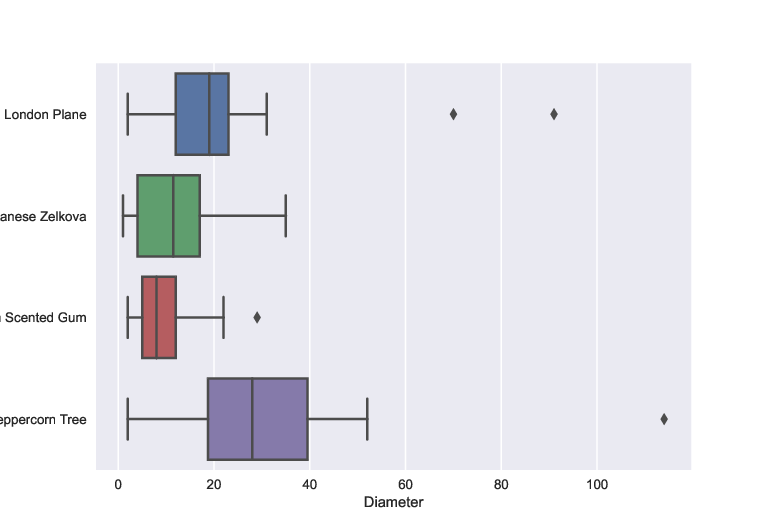 London Plane
anese Zelkova
Scented Gum
eppercorn Tree
0 20 40 60 80 100
Diameter